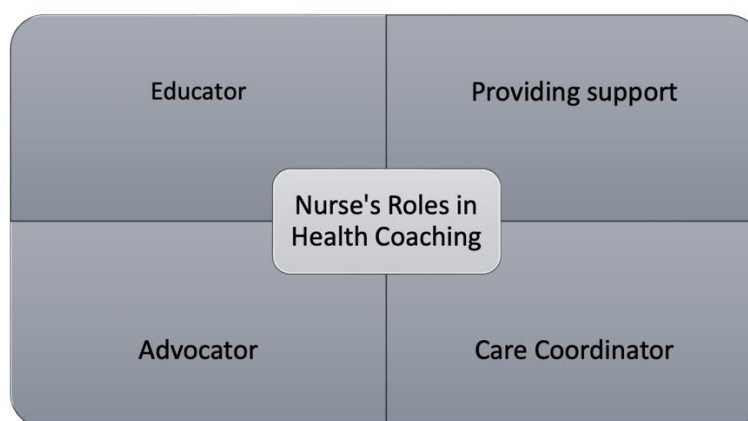 Educator
Providing support
Nurse's Roles in
Health Coaching
Advocator
Care Coordinator